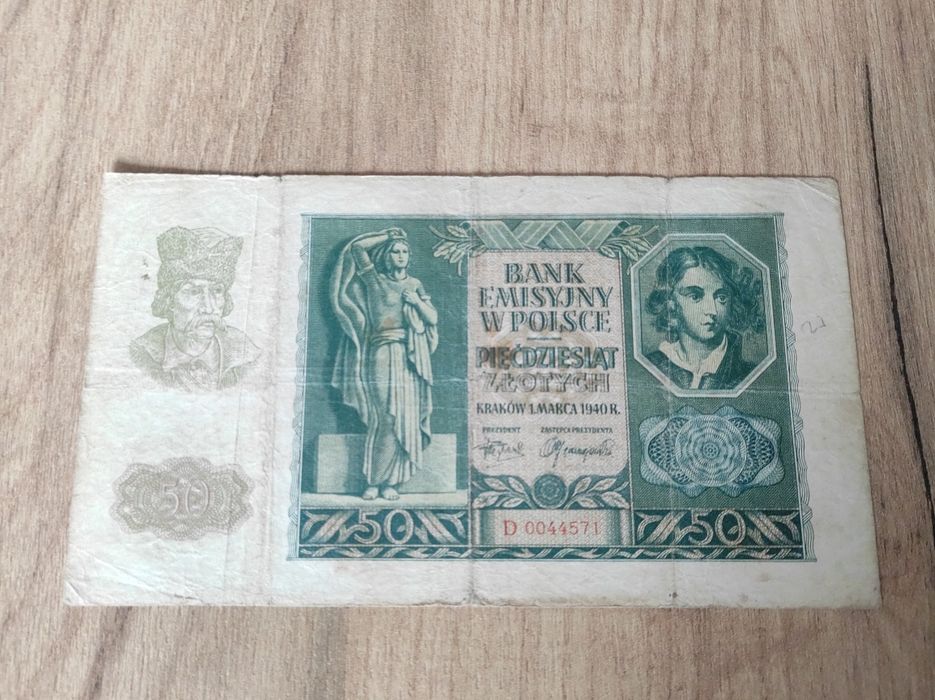 50
BANK
EMISYJNY
W POLSCE
PIĘĆDZIESIĄT
ZŁOTYCH
KRAKÓW 1. MARCA 1940 R.
PREZYDENT ZASTĘPCA PREZYDENTA
50
D 0044571
50